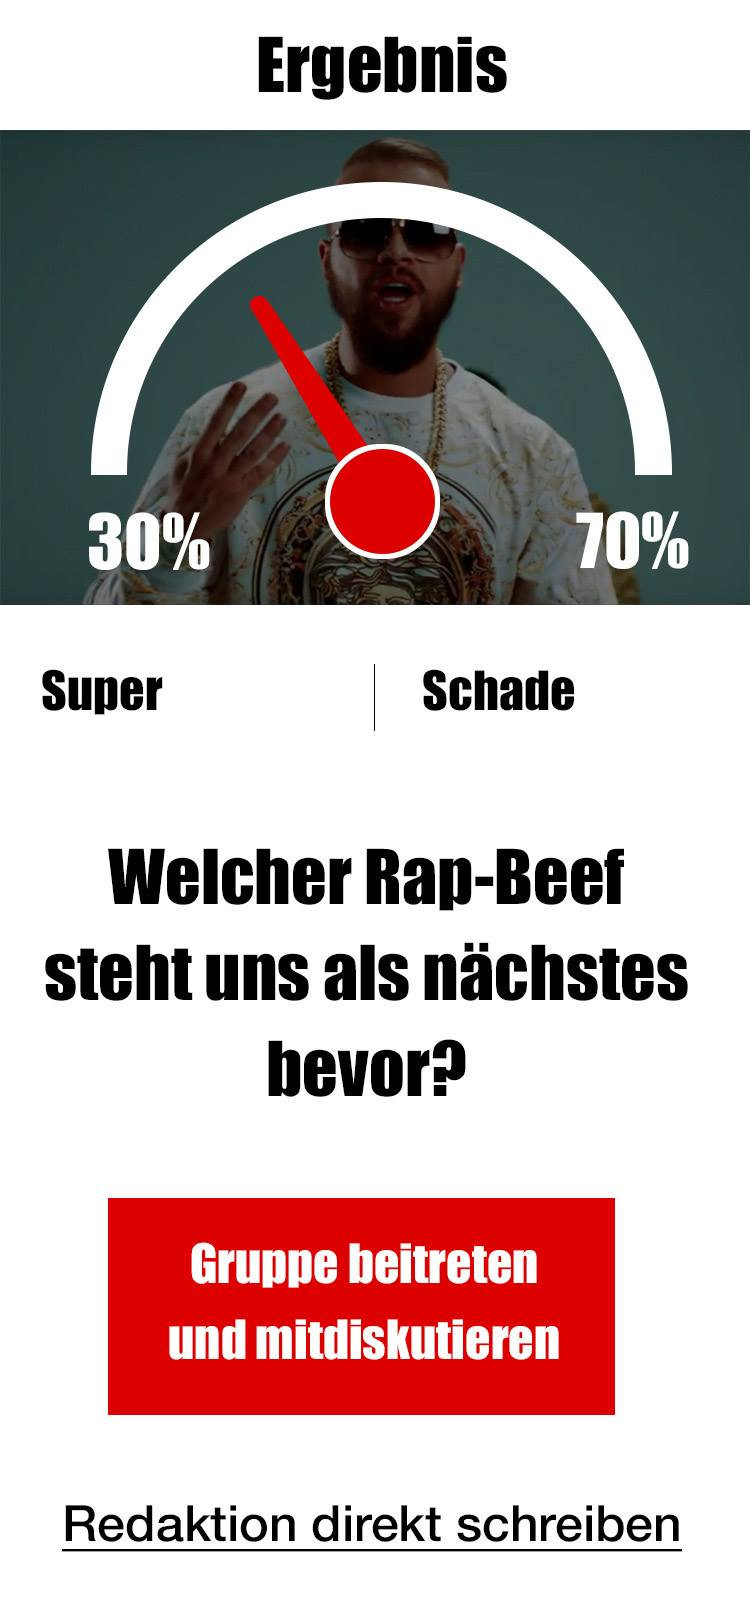 Ergebnis
30%
70%
Super
Schade
Welcher Rap-Beef
steht uns als nächstes
bevor?
Gruppe beitreten
und mitdiskutieren
Redaktion direkt schreiben